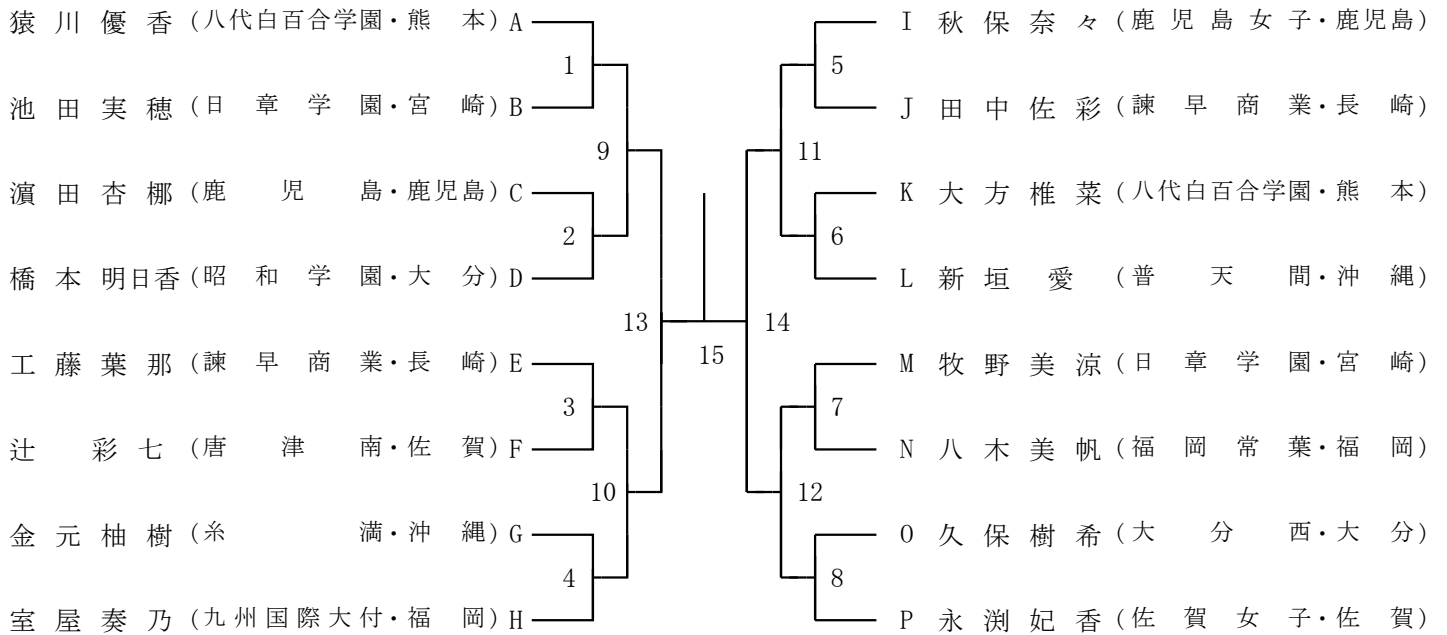 猿川優香(八代白百合学園・熊本)A
1
池田実穂(日章学園・宮崎)B
9
濵田杏梛(鹿児島・鹿児島)C
2
橋本明日香(昭和学園・大分)D
13
工藤葉那(諫早商業・長崎)E
3
辻彩七(唐津南・佐賀)F
10
金元柚樹(糸満・沖縄)G
4
室屋奏乃(九州国際大付・福岡)H
15
I 秋保奈々(鹿児島女子・鹿児島)
5
J 田中佐彩(諫早商業・長崎)
11
K 大方椎菜(八代白百合学園・熊本)
6
L 新垣愛(普天間・沖縄)
14
M 牧野美涼(日章学園・宮崎)
7
N 八木美帆(福岡常葉・福岡)
12
O 久保樹希(大分西・大分)
8
P 永渕妃香(佐賀女子・佐賀)